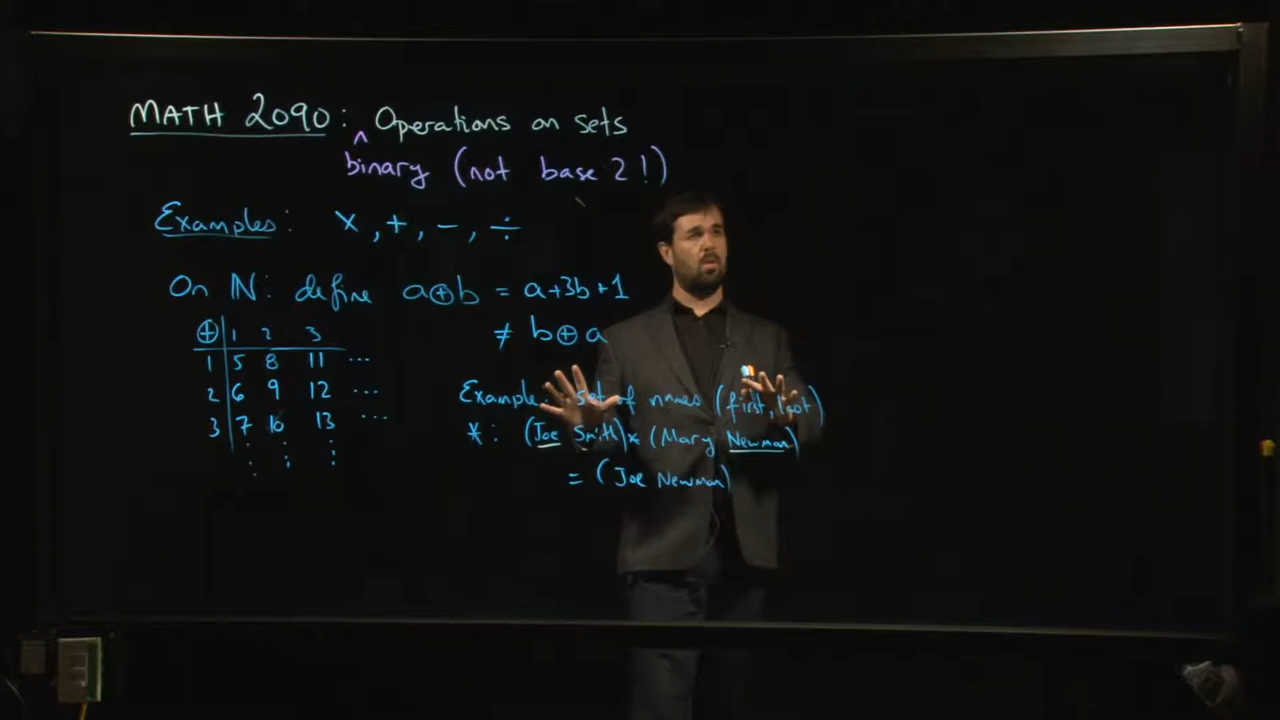 MATH 2090: Operations on sets
^ binary (not base 2!)
Examples: ×, +, −, ÷
On ℕ: define a⊕b = a+3b+1
≠ b⊕a
⊕ 1 2 3
1 5 8 11 ...
2 6 9 12 ...
3 7 10 13 ...
⋮ ⋮ ⋮
Example: set of names (first, last)
*: (Joe Smith)*(Mary Newman)
= (Joe Newman)